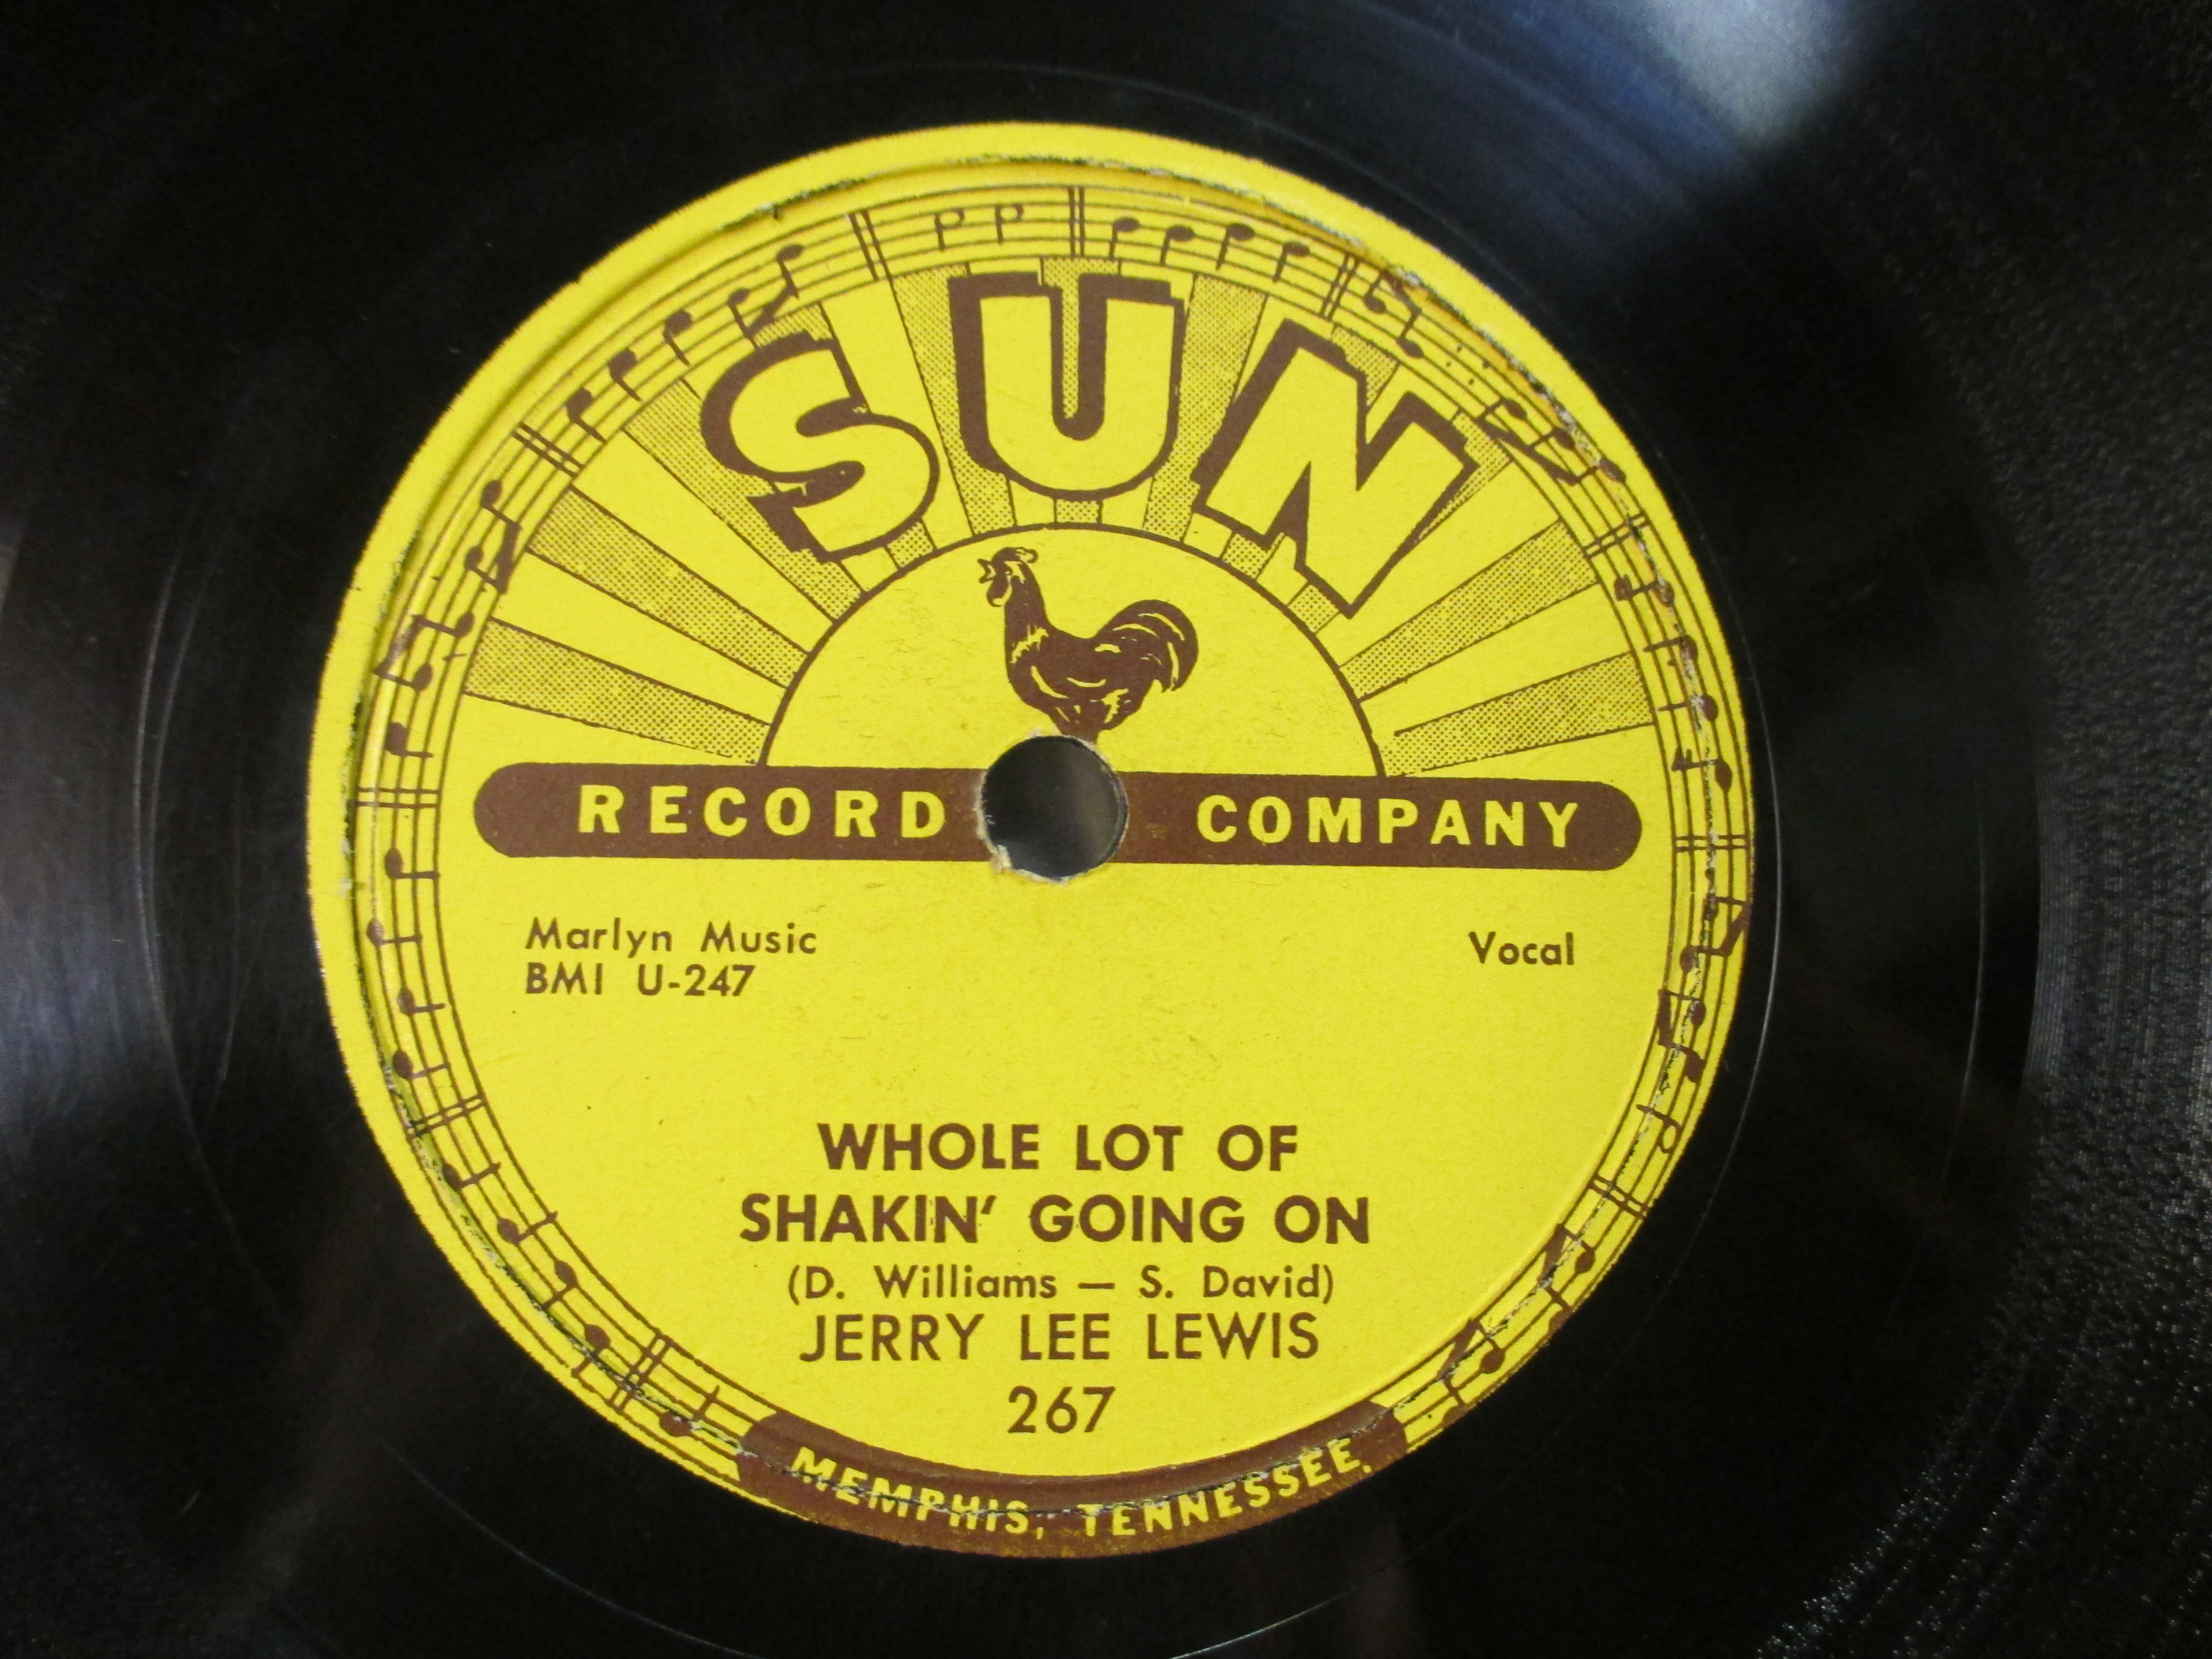 SUN
RECORD COMPANY
Marlyn Music
BMI U-247
Vocal
WHOLE LOT OF
SHAKIN' GOING ON
(D. Williams — S. David)
JERRY LEE LEWIS
267
MEMPHIS, TENNESSEE.